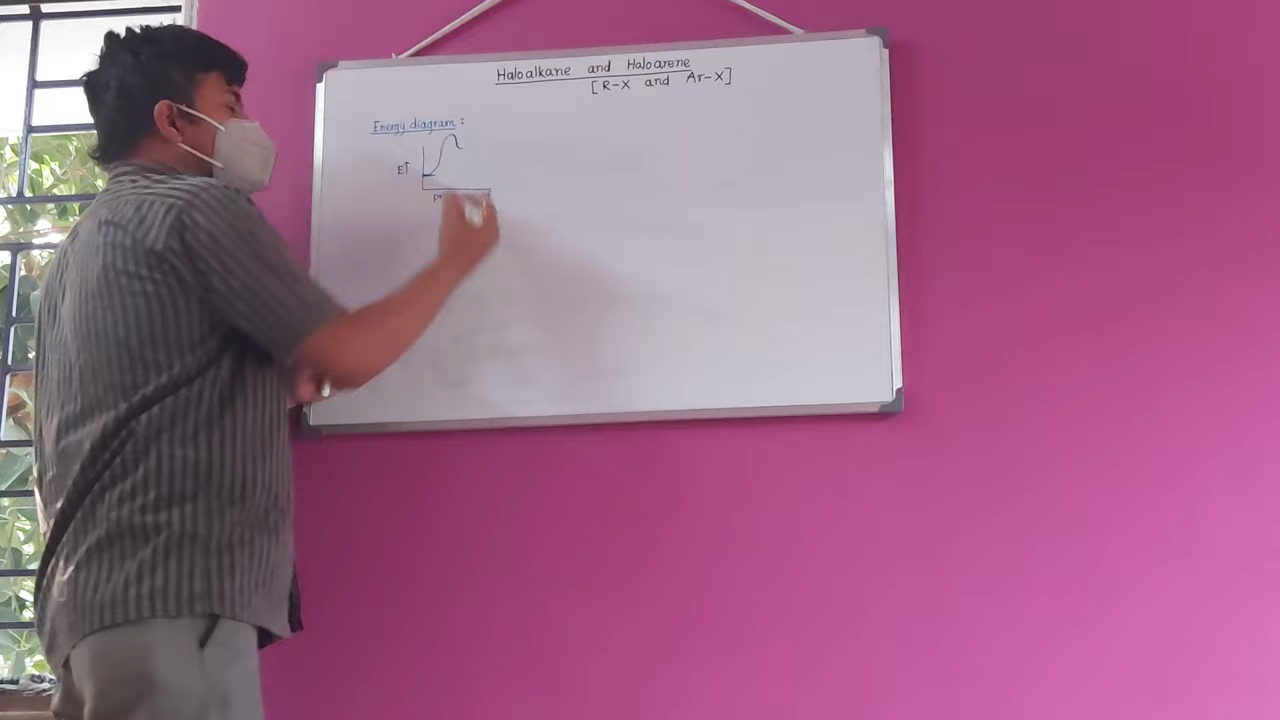 Haloalkane and Haloarene
[R-X and Ar-X]
Energy diagram:
E↑